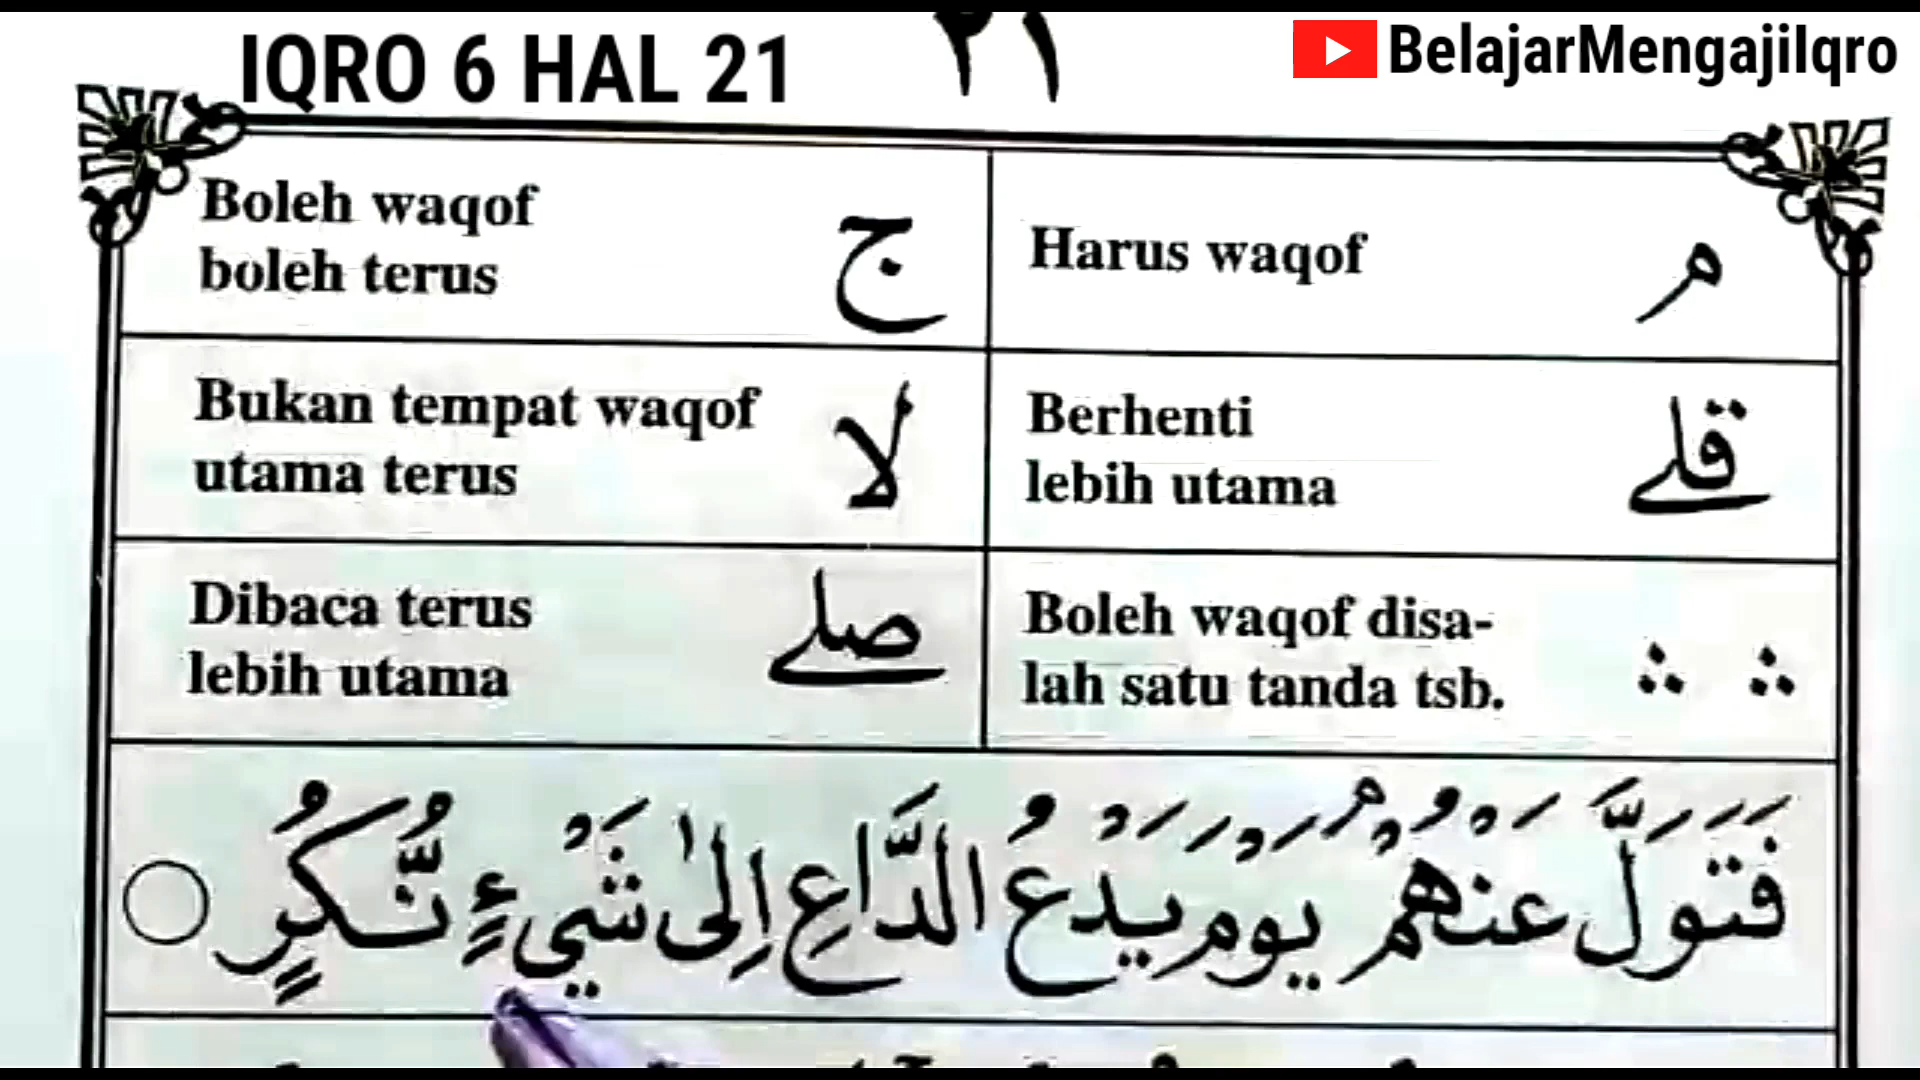 IQRO 6 HAL 21
٢١
BelajarMengajiIqro
Boleh waqof
boleh terus
ج
Harus waqof
م
Bukan tempat waqof
utama terus
لا
Berhenti
lebih utama
قلے
Dibaca terus
lebih utama
صلے
Boleh waqof disa-
lah satu tanda tsb.
∴ ∴
فَتَوَلَّ عَنْهُمْ ۘ يَوْمَ يَدْعُ الدَّاعِ اِلٰى شَيْءٍ نُّكُرٍ